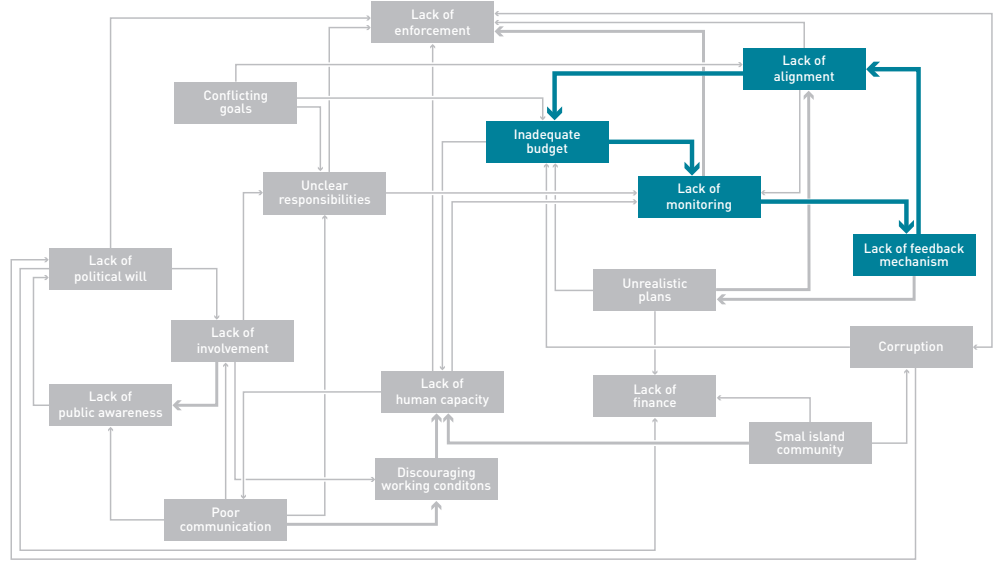 Lack of
enforcement
Lack of
alignment
Conflicting
goals
Inadequate
budget
Unclear
responsibilities
Lack of
monitoring
Lack of feedback
mechanism
Lack of
political will
Unrealistic
plans
Lack of
involvement
Corruption
Lack of
public awareness
Lack of
human capacity
Lack of
finance
Smal island
community
Discouraging
working conditons
Poor
communication